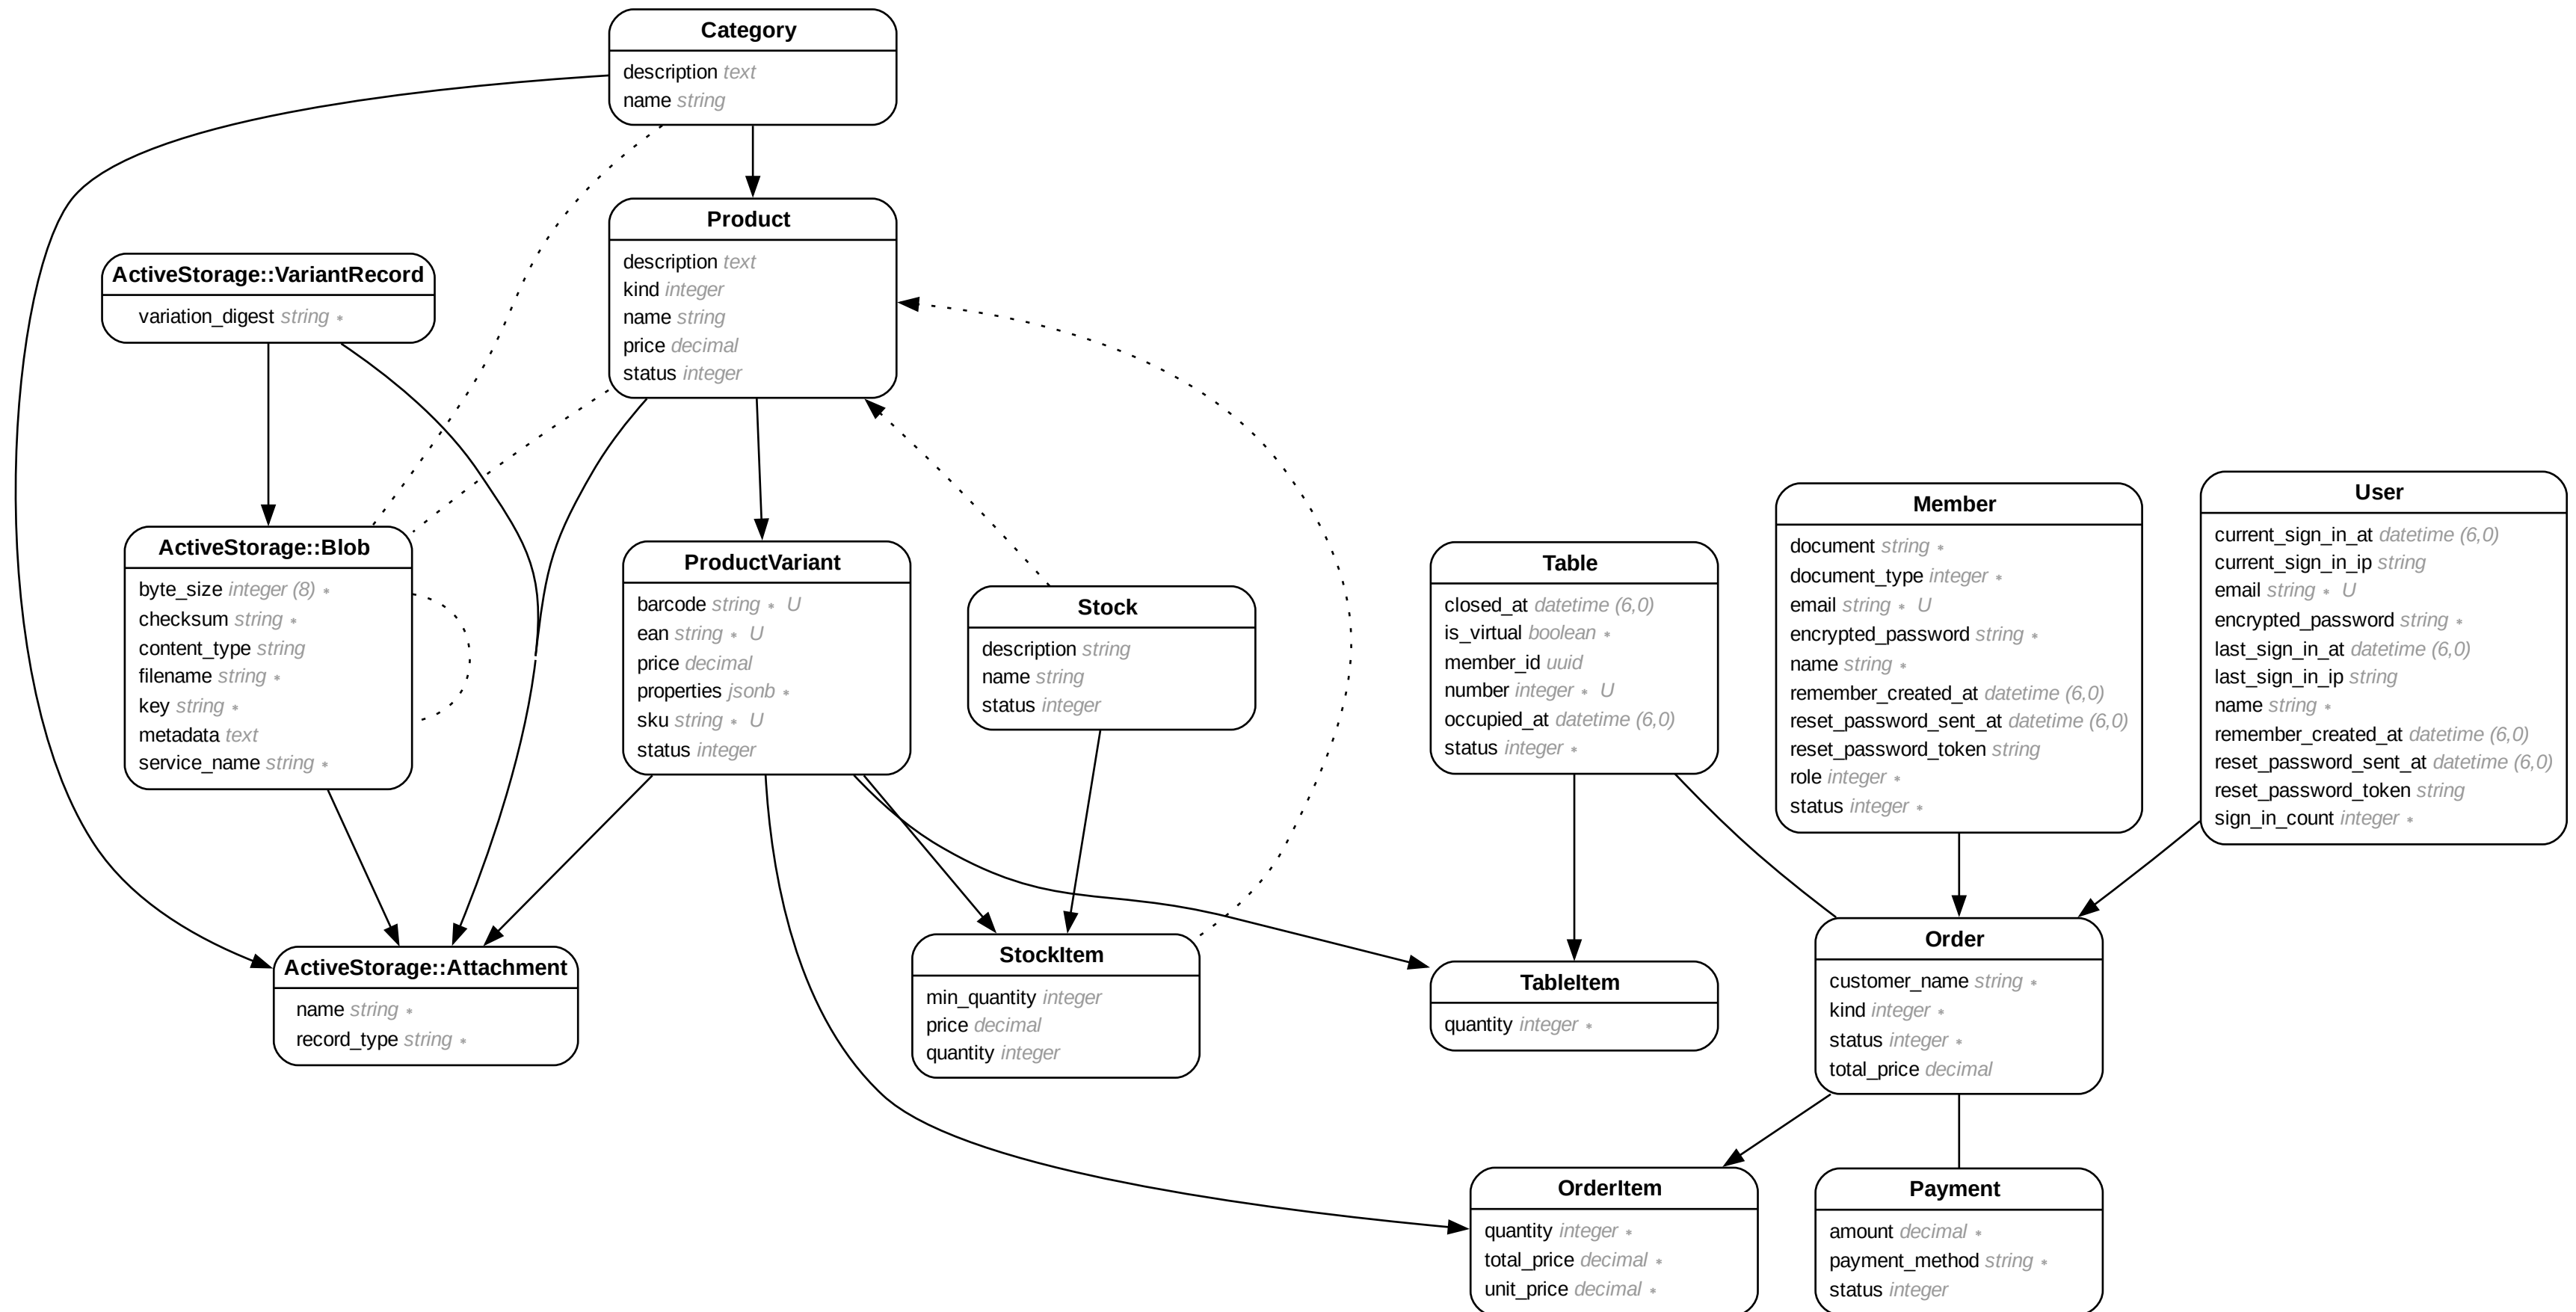 Category
description text
name string
Product
description text
kind integer
name string
price decimal
status integer
ActiveStorage::VariantRecord
variation_digest string *
ActiveStorage::Blob
byte_size integer (8) *
checksum string *
content_type string
filename string *
key string *
metadata text
service_name string *
ProductVariant
barcode string * U
ean string * U
price decimal
properties jsonb *
sku string * U
status integer
Stock
description string
name string
status integer
Table
closed_at datetime (6,0)
is_virtual boolean *
member_id uuid
number integer * U
occupied_at datetime (6,0)
status integer *
Member
document string *
document_type integer *
email string * U
encrypted_password string *
name string *
remember_created_at datetime (6,0)
reset_password_sent_at datetime (6,0)
reset_password_token string
role integer *
status integer *
User
current_sign_in_at datetime (6,0)
current_sign_in_ip string
email string * U
encrypted_password string *
last_sign_in_at datetime (6,0)
last_sign_in_ip string
name string *
remember_created_at datetime (6,0)
reset_password_sent_at datetime (6,0)
reset_password_token string
sign_in_count integer *
ActiveStorage::Attachment
name string *
record_type string *
StockItem
min_quantity integer
price decimal
quantity integer
TableItem
quantity integer *
Order
customer_name string *
kind integer *
status integer *
total_price decimal
OrderItem
quantity integer *
total_price decimal *
unit_price decimal *
Payment
amount decimal *
payment_method string *
status integer